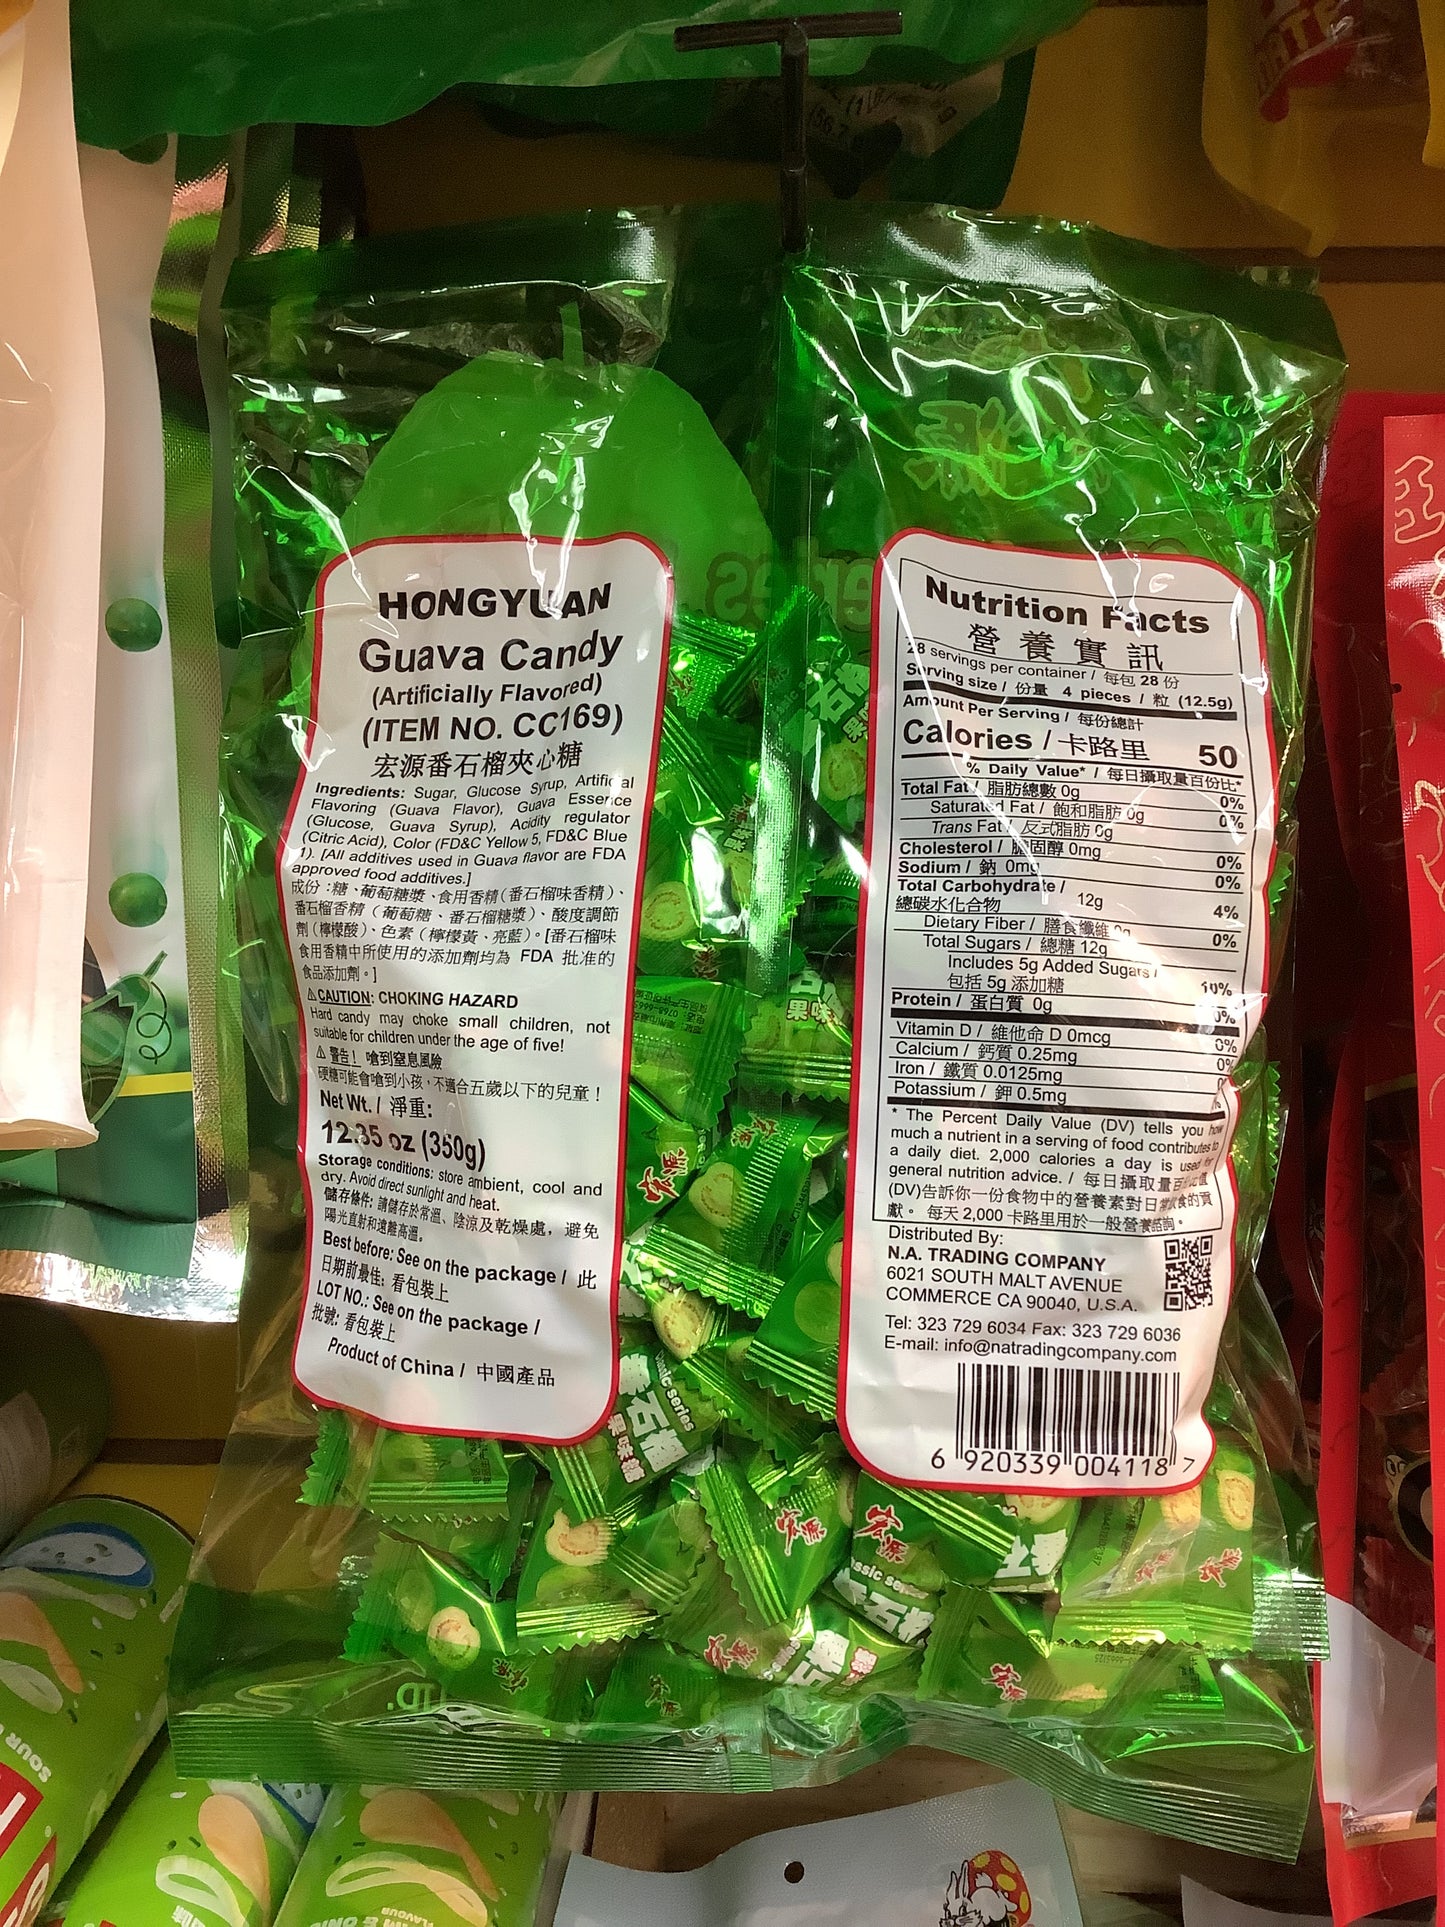 HONGYUAN
Guava Candy
(Artificially Flavored)
(ITEM NO. CC169)
宏源番石榴夾心糖
Ingredients: Sugar, Glucose Syrup, Artificial
Flavoring (Guava Flavor), Guava Essence
(Glucose, Guava Syrup), Acidity regulator
(Citric Acid), Color (FD&C Yellow 5, FD&C Blue
1). [All additives used in Guava flavor are FDA
approved food additives.]
成份：糖、葡萄糖漿、食用香精（番石榴味香精）、
番石榴香精（葡萄糖、番石榴糖漿）、酸度調節
劑（檸檬酸）、色素（檸檬黃、亮藍）。[番石榴味
食用香精中所使用的添加劑均為 FDA 批准的
食品添加劑。]
⚠CAUTION: CHOKING HAZARD
Hard candy may choke small children, not
suitable for children under the age of five!
⚠ 警告！ 嗆到窒息風險
硬糖可能會嗆到小孩，不適合五歲以下的兒童！
Net Wt. / 淨重:
12.35 oz (350g)
Storage conditions: store ambient, cool and
dry. Avoid direct sunlight and heat.
儲存條件: 請儲存於常溫、陰涼及乾燥處，避免
陽光直射和遠離高溫。
Best before: See on the package / 此
日期前最佳: 看包裝上
LOT NO.: See on the package /
批號: 看包裝上
Product of China / 中國產品
Nutrition Facts
營養實訊
28 servings per container / 每包 28 份
Serving size / 份量 4 pieces / 粒 (12.5g)
Amount Per Serving / 每份總計
Calories / 卡路里 50
% Daily Value* / 每日攝取量百份比*
Total Fat / 脂肪總數 0g 0%
Saturated Fat / 飽和脂肪 0g 0%
Trans Fat / 反式脂肪 0g
Cholesterol / 膽固醇 0mg 0%
Sodium / 鈉 0mg 0%
Total Carbohydrate /
總碳水化合物 12g 4%
Dietary Fiber / 膳食纖維 0g 0%
Total Sugars / 總糖 12g
Includes 5g Added Sugars /
包括 5g 添加糖 10%
Protein / 蛋白質 0g 0%
Vitamin D / 維他命 D 0mcg 0%
Calcium / 鈣質 0.25mg 0%
Iron / 鐵質 0.0125mg
Potassium / 鉀 0.5mg
* The Percent Daily Value (DV) tells you how
much a nutrient in a serving of food contributes to
a daily diet. 2,000 calories a day is used for
general nutrition advice. / 每日攝取量百
(DV)告訴你一份食物中的營養素對日常飲食的貢
獻。 每天 2,000 卡路里用於一般營養諮詢。
Distributed By:
N.A. TRADING COMPANY
6021 SOUTH MALT AVENUE
COMMERCE CA 90040, U.S.A.
Tel: 323 729 6034 Fax: 323 729 6036
E-mail: info@natradingcompany.com
6 920339 004118 7